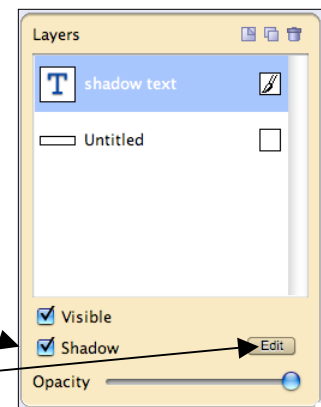 Layers
T shadow text
Untitled
Visible
Shadow Edit
Opacity